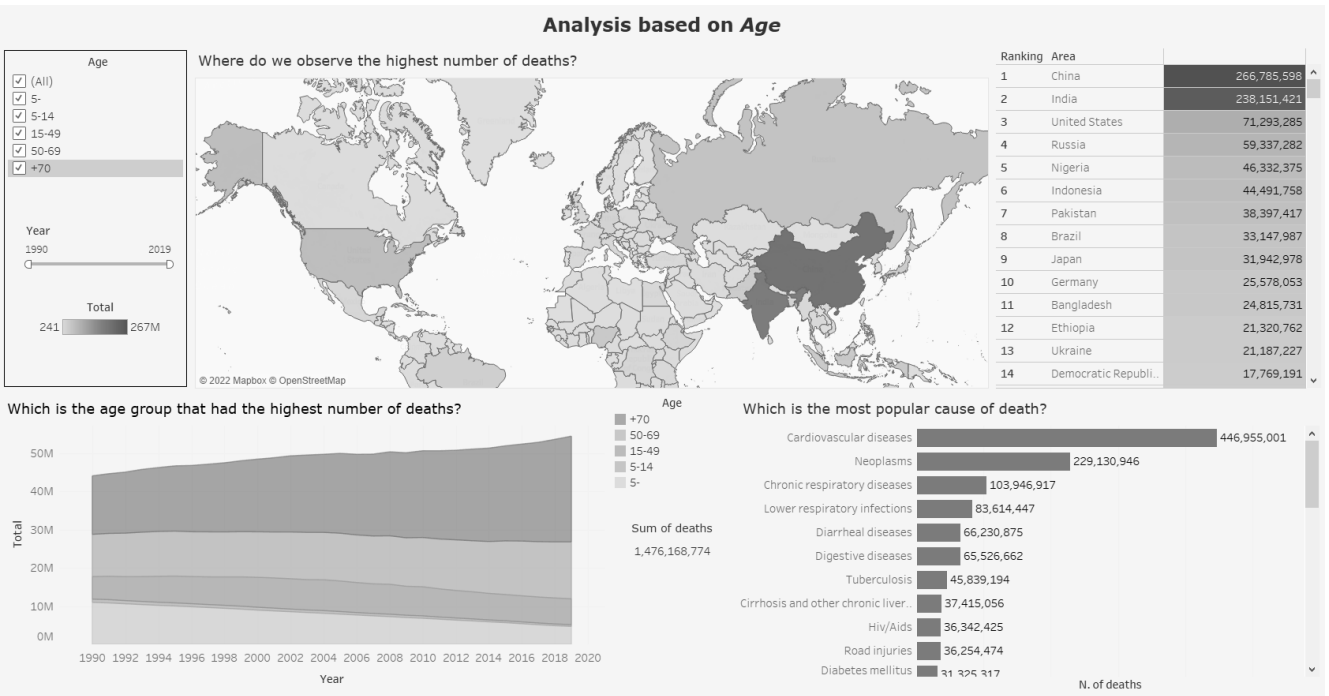 Analysis based on Age
Age
(All)
5-
5-14
15-49
50-69
+70
Year
1990 2019
Total
241 267M
Where do we observe the highest number of deaths?
© 2022 Mapbox © OpenStreetMap
Ranking Area
1 China 266,785,598
2 India 238,151,421
3 United States 71,293,285
4 Russia 59,337,282
5 Nigeria 46,332,375
6 Indonesia 44,491,758
7 Pakistan 38,397,417
8 Brazil 33,147,987
9 Japan 31,942,978
10 Germany 25,578,053
11 Bangladesh 24,815,731
12 Ethiopia 21,320,762
13 Ukraine 21,187,227
14 Democratic Republi.. 17,769,191
Which is the age group that had the highest number of deaths?
Total
50M
40M
30M
20M
10M
0M
1990 1992 1994 1996 1998 2000 2002 2004 2006 2008 2010 2012 2014 2016 2018 2020
Year
Age
+70
50-69
15-49
5-14
5-
Sum of deaths
1,476,168,774
Which is the most popular cause of death?
Cardiovascular diseases 446,955,001
Neoplasms 229,130,946
Chronic respiratory diseases 103,946,917
Lower respiratory infections 83,614,447
Diarrheal diseases 66,230,875
Digestive diseases 65,526,662
Tuberculosis 45,839,194
Cirrhosis and other chronic liver.. 37,415,056
Hiv/Aids 36,342,425
Road injuries 36,254,474
Diabetes mellitus 31,325,317
N. of deaths